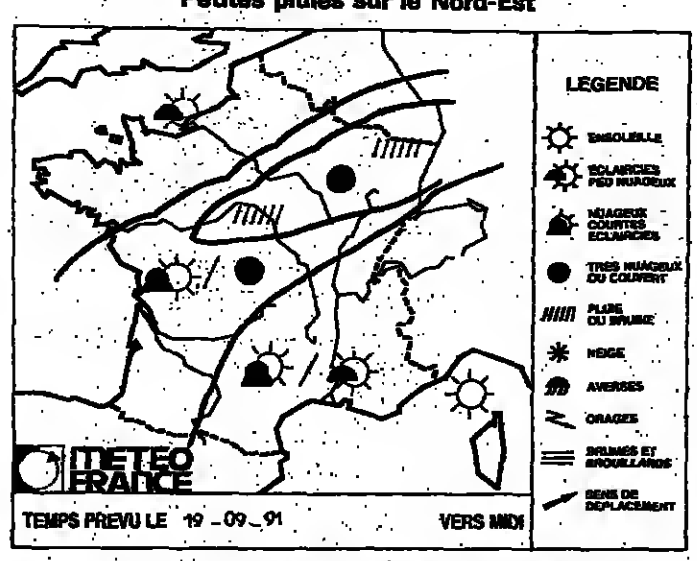 Petites pluies sur le Nord-Est
LÉGENDE
ENSOLEILLE
ECLAIRCIES
PEU NUAGEUX
NUAGEUX
COURTES
ECLAIRCIES
TRES NUAGEUX
OU COUVERT
PLUIE
OU BRUINE
NEIGE
AVERSES
ORAGES
BRUMES ET
BROUILLARDS
SENS DE
DEPLACEMENT
METEO
FRANCE
TEMPS PREVU LE 19-09-91 VERS MIDI